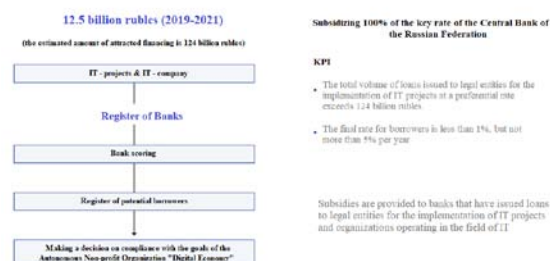 12.5 billion rubles (2019-2021)
(the estimated amount of attracted financing is 124 billion rubles)
IT - projects & IT - company
Register of Banks
Bank scoring
Register of potential borrowers
Making a decision on compliance with the goals of the
Autonomous Non-profit Organization "Digital Economy"
Subsidizing 100% of the key rate of the Central Bank of
the Russian Federation
KPI
• The total volume of loans issued to legal entities for the
implementation of IT projects at a preferential rate
exceeds 124 billion rubles
• The final rate for borrowers is less than 1%, but not
more than 5% per year
Subsidies are provided to banks that have issued loans
to legal entities for the implementation of IT projects
and organizations operating in the field of IT